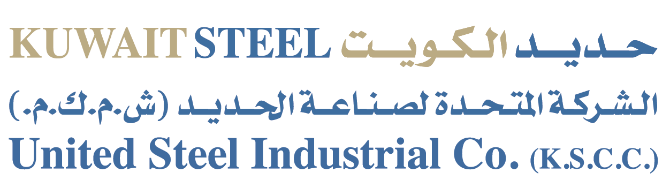 KUWAIT STEEL حديد الكويت
الشركة المتحدة لصناعة الحديد (ش.م.ك.م.)
United Steel Industrial Co. (K.S.C.C.)